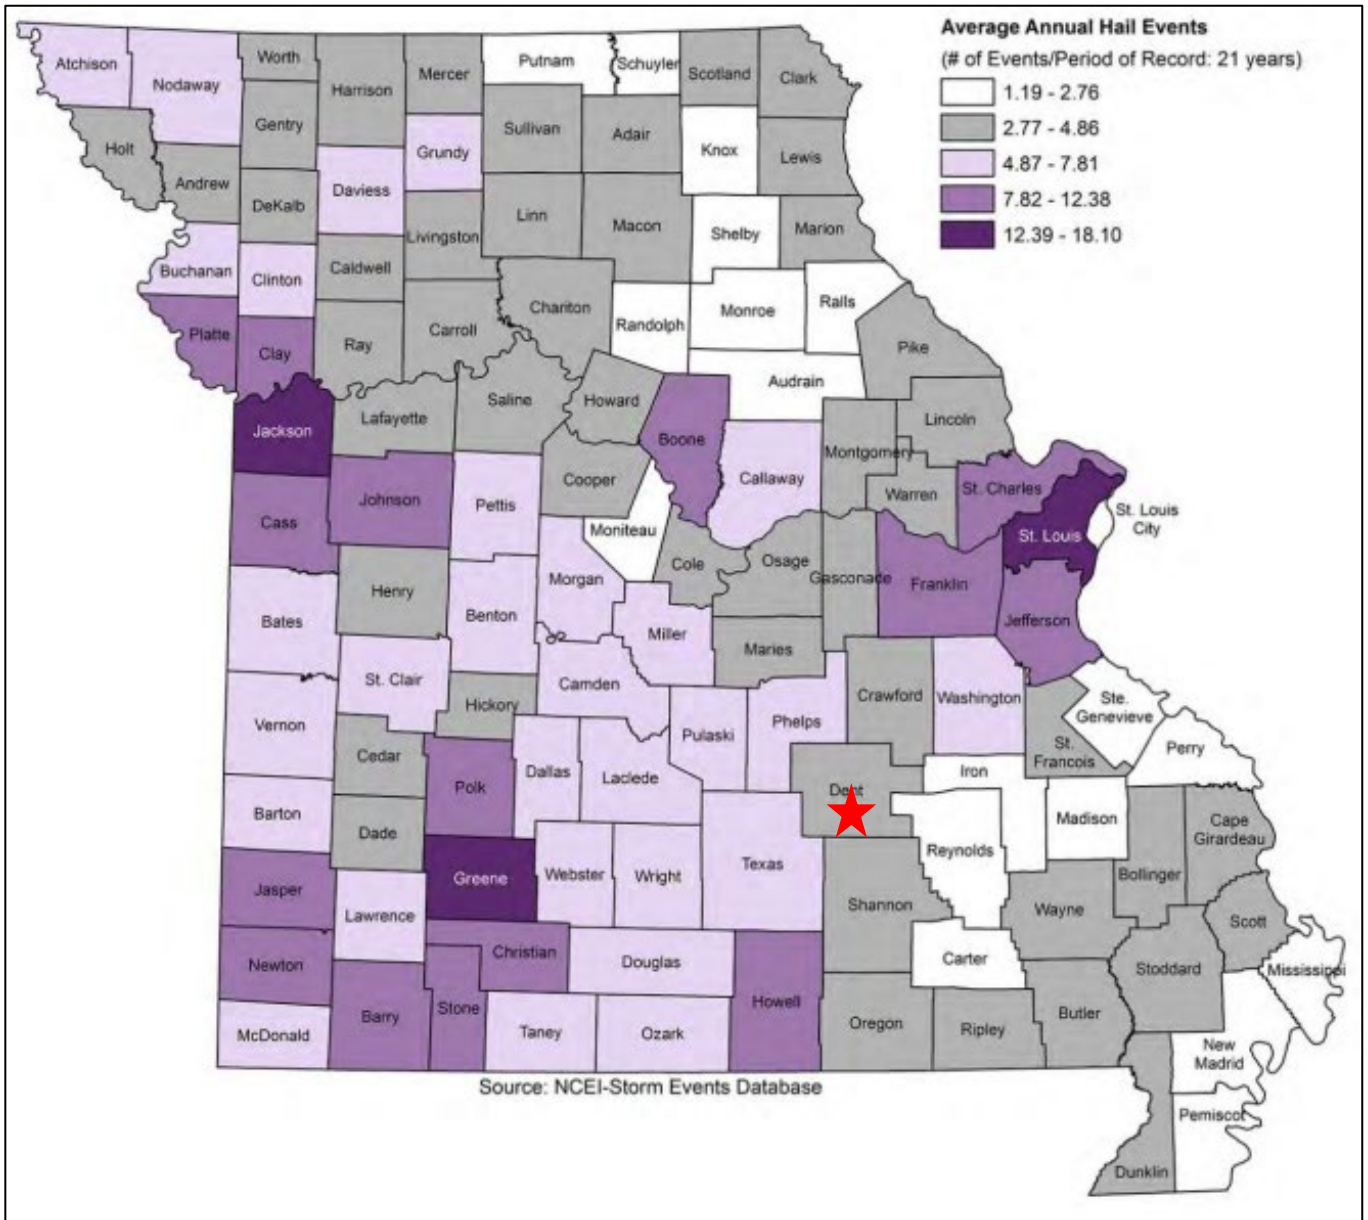 Average Annual Hail Events
(# of Events/Period of Record: 21 years)
1.19 - 2.76
2.77 - 4.86
4.87 - 7.81
7.82 - 12.38
12.39 - 18.10
Atchison
Nodaway
Worth
Harrison
Mercer
Putnam
Schuyler
Scotland
Clark
Holt
Gentry
Grundy
Sullivan
Adair
Knox
Lewis
Andrew
DeKalb
Daviess
Livingston
Linn
Macon
Shelby
Marion
Buchanan
Clinton
Caldwell
Chariton
Randolph
Monroe
Ralls
Platte
Clay
Ray
Carroll
Audrain
Pike
Jackson
Lafayette
Saline
Howard
Boone
Callaway
Montgomery
Lincoln
Cass
Johnson
Pettis
Cooper
Moniteau
Warren
St. Charles
St. Louis
St. Louis
City
Bates
Henry
Benton
Morgan
Cole
Osage
Gasconade
Franklin
Jefferson
Miller
Maries
Vernon
St. Clair
Hickory
Camden
Pulaski
Phelps
Crawford
Washington
St.
Francois
Ste.
Genevieve
Perry
Cedar
Polk
Dallas
Laclede
Dent
Iron
Madison
Barton
Dade
Greene
Webster
Wright
Texas
Reynolds
Bollinger
Cape
Girardeau
Jasper
Lawrence
Shannon
Wayne
Scott
Newton
Christian
Douglas
Carter
Stoddard
Mississippi
McDonald
Barry
Stone
Taney
Ozark
Howell
Oregon
Ripley
Butler
New
Madrid
Pemiscot
Dunklin
Source: NCEI-Storm Events Database